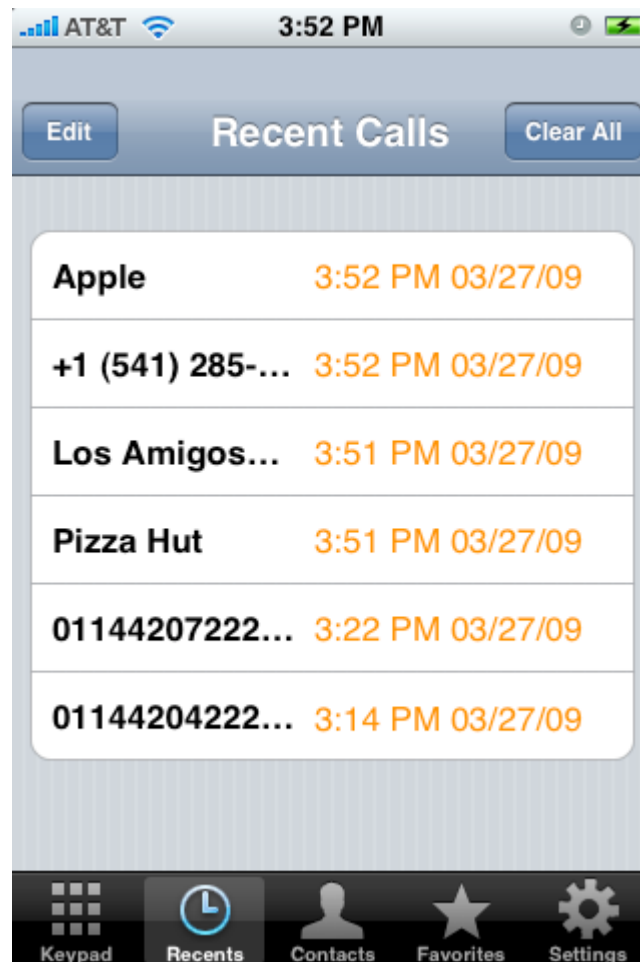 AT&T 3:52 PM
Edit Recent Calls Clear All
Apple 3:52 PM 03/27/09
+1 (541) 285-... 3:52 PM 03/27/09
Los Amigos... 3:51 PM 03/27/09
Pizza Hut 3:51 PM 03/27/09
01144207222... 3:22 PM 03/27/09
01144204222... 3:14 PM 03/27/09
Keypad Recents Contacts Favorites Settings